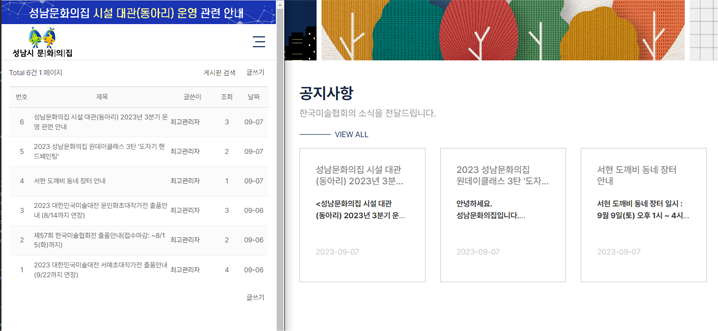 성남문화의집 시설 대관(동아리) 운영 관련 안내
성남시 문|화|의|집
Total 6건 1 페이지
게시판 검색 글쓰기
번호 제목 글쓴이 조회 날짜
6 성남문화의집 시설 대관(동아리) 2023년 3분기 운
영 관련 안내 최고관리자 3 09-07
5 2023 성남문화의집 원데이클래스 3탄 '도자기 핸
드페인팅' 최고관리자 2 09-07
4 서현 도깨비 동네 장터 안내 최고관리자 1 09-07
3 2023 대한민국미술대전 문인화초대작가전 출품안
내 (8/14까지 연장) 최고관리자 3 09-06
2 제57회 한국미술협회전 출품안내(접수마감: ~8/1
5(화)까지) 최고관리자 2 09-06
1 2023 대한민국미술대전 서예초대작가전 출품안내
(9/22까지 연장) 최고관리자 4 09-06
글쓰기
공지사항
한국미술협회의 소식을 전달드립니다.
VIEW ALL
성남문화의집 시설 대관
(동아리) 2023년 3분...
<성남문화의집 시설 대관
(동아리) 2023년 3분기 운...
2023-09-07
2023 성남문화의집
원데이클래스 3탄 '도자...
안녕하세요.
성남문화의집입니다....
2023-09-07
서현 도깨비 동네 장터
안내
서현 도깨비 동네 장터 일시 :
9월 9일(토) 오후 1시 ~ 4시...
2023-09-07